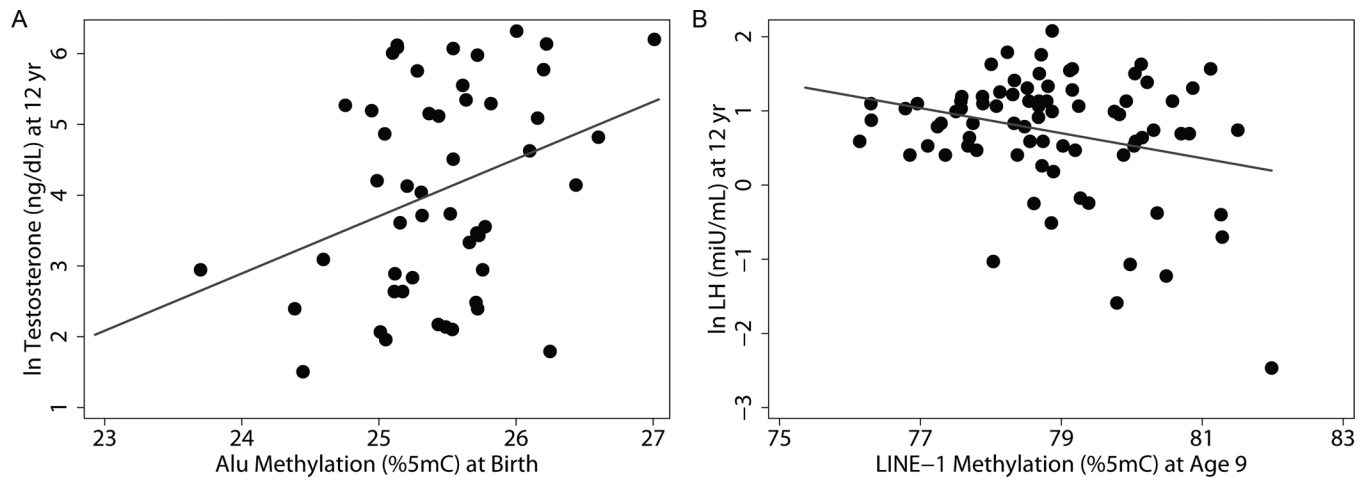 A
ln Testosterone (ng/dL) at 12 yr
6
5
4
3
2
1
23 24 25 26 27
Alu Methylation (%5mC) at Birth
B
ln LH (miU/mL) at 12 yr
2
1
0
−1
−2
−3
75 77 79 81 83
LINE−1 Methylation (%5mC) at Age 9